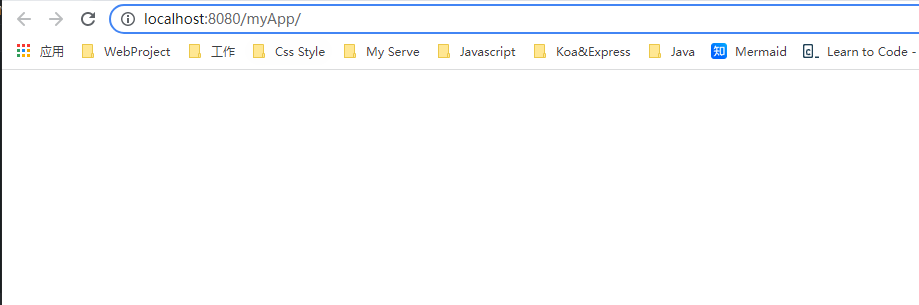 localhost:8080/myApp/
应用 WebProject 工作 Css Style My Serve Javascript Koa&Express Java 知 Mermaid Learn to Code -